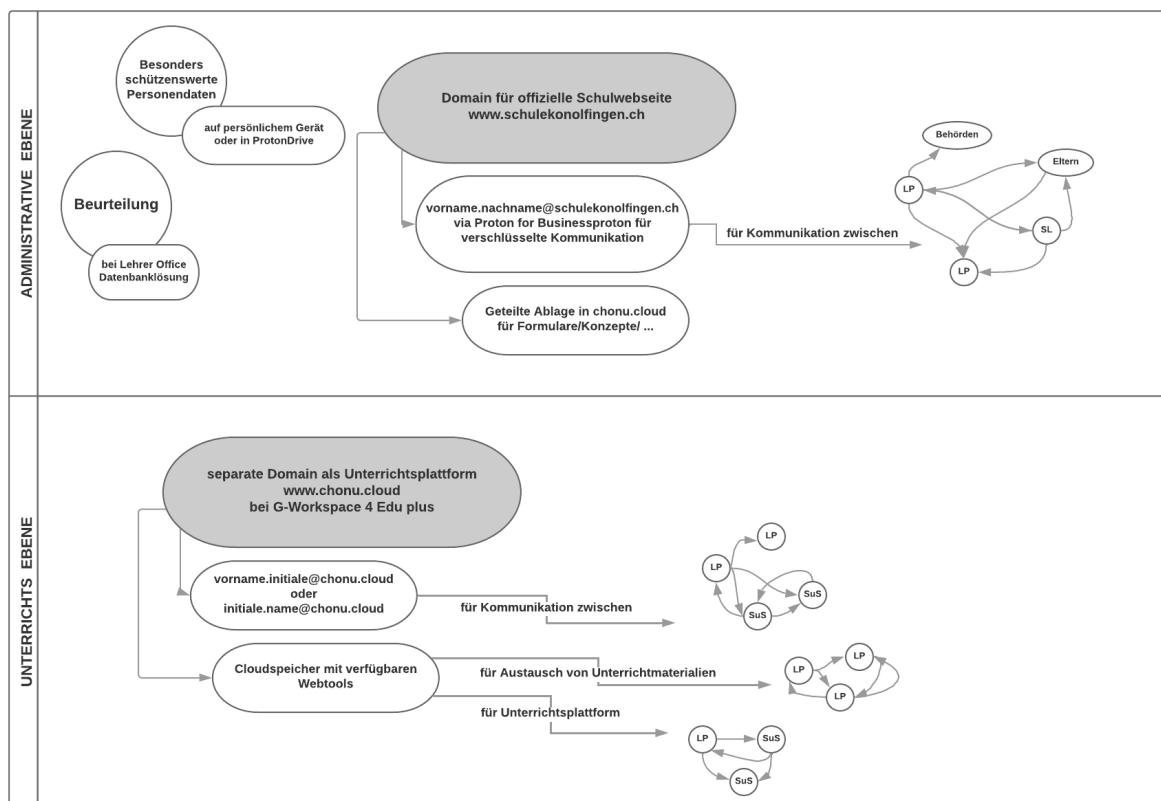 ADMINISTRATIVE EBENE
Besonders
schützenswerte
Personendaten
auf persönlichem Gerät
oder in ProtonDrive
Beurteilung
bei Lehrer Office
Datenbanklösung
Domain für offizielle Schulwebseite
www.schulekonolfingen.ch
vorname.nachname@schulekonolfingen.ch
via Proton for Businessproton für
verschlüsselte Kommunikation
für Kommunikation zwischen
Behörden
Eltern
LP
SL
LP
Geteilte Ablage in chonu.cloud
für Formulare/Konzepte/ ...
UNTERRICHTS EBENE
separate Domain als Unterrichtsplattform
www.chonu.cloud
bei G-Workspace 4 Edu plus
vorname.initiale@chonu.cloud
oder
initiale.name@chonu.cloud
für Kommunikation zwischen
LP
LP
SuS
SuS
Cloudspeicher mit verfügbaren
Webtools
für Austausch von Unterrichtmaterialien
LP
LP
LP
für Unterrichtsplattform
LP
SuS
SuS